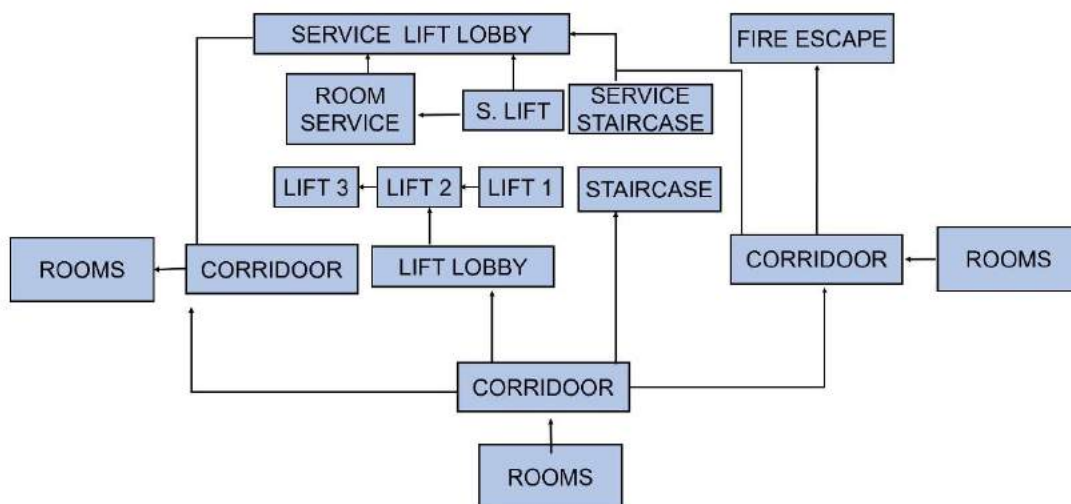 SERVICE LIFT LOBBY
FIRE ESCAPE
ROOM
SERVICE
S. LIFT
SERVICE
STAIRCASE
LIFT 3
LIFT 2
LIFT 1
STAIRCASE
ROOMS
CORRIDOOR
LIFT LOBBY
CORRIDOOR
ROOMS
CORRIDOOR
ROOMS